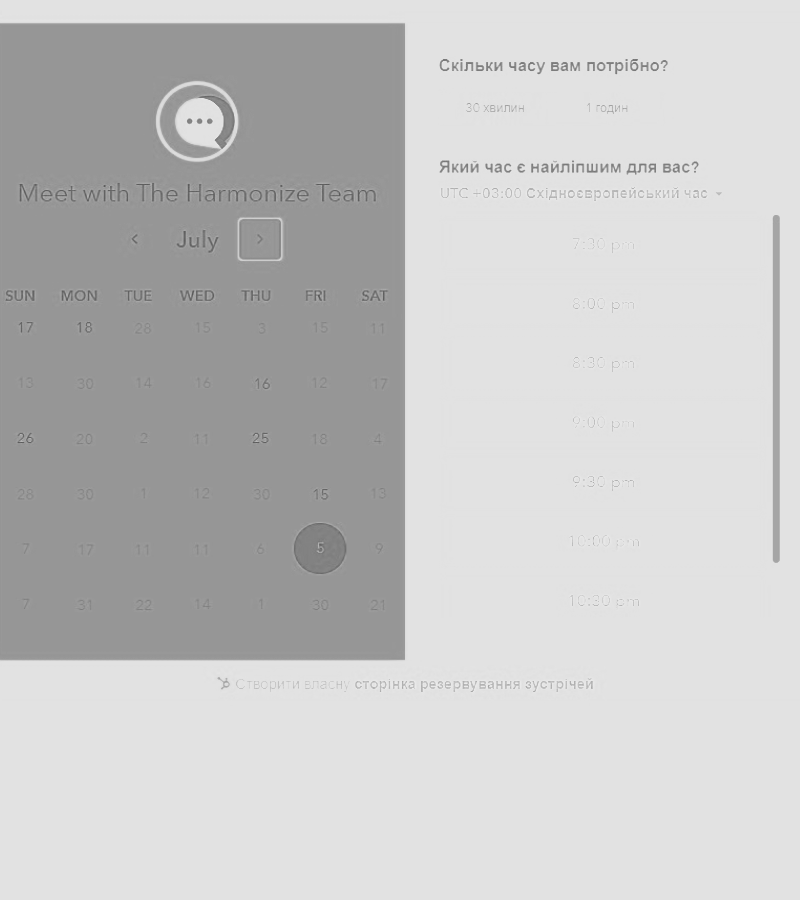 Meet with The Harmonize Team
July
SUN MON TUE WED THU FRI SAT
17 18 28 15 3 15 11
13 30 14 16 16 12 17
26 20 2 11 25 18 4
28 30 1 12 30 15 13
7 17 11 11 6 5 9
7 31 22 14 1 30 21
Скільки часу вам потрібно?
30 хвилин 1 годин
Який час є найліпшим для вас?
UTC +03:00 Східноєвропейський час
7:30 pm
8:00 pm
8:30 pm
9:00 pm
9:30 pm
10:00 pm
10:30 pm
Створити власну сторінка резервування зустрічей